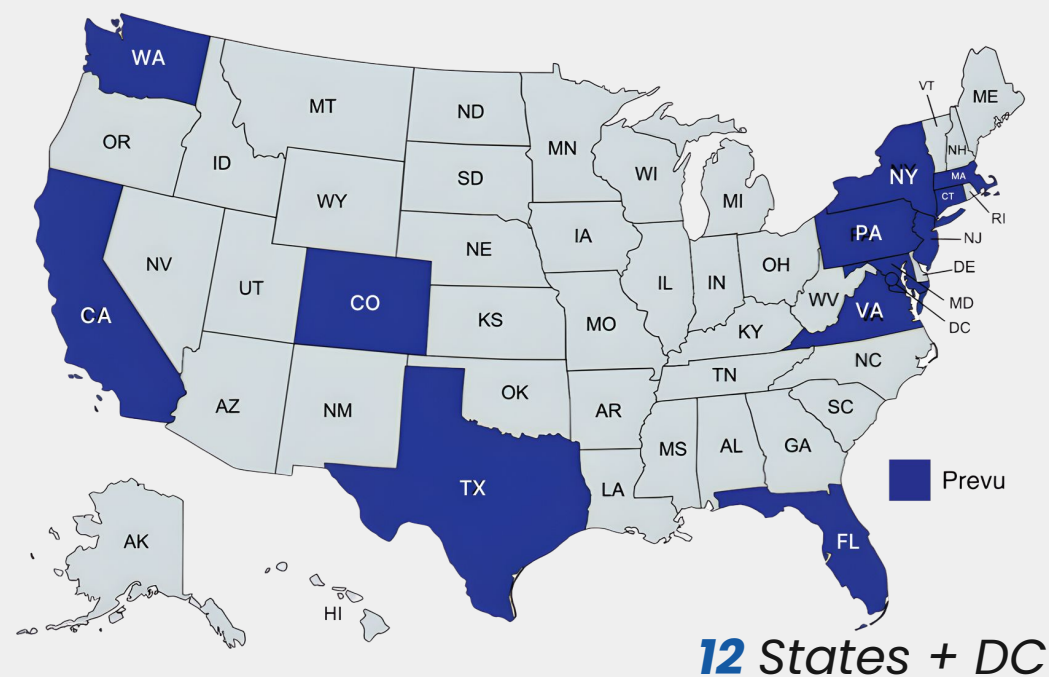 WA
MT
ND
MN
VT
ME
OR
ID
SD
WI
MI
NH
NY
MA
CT
RI
WY
NE
IA
PA
NJ
NV
UT
CO
IL
IN
OH
DE
CA
KS
MO
WV
VA
MD
DC
KY
AZ
NM
OK
AR
TN
NC
SC
TX
MS
AL
GA
LA
Prevu
AK
FL
HI
12 States + DC